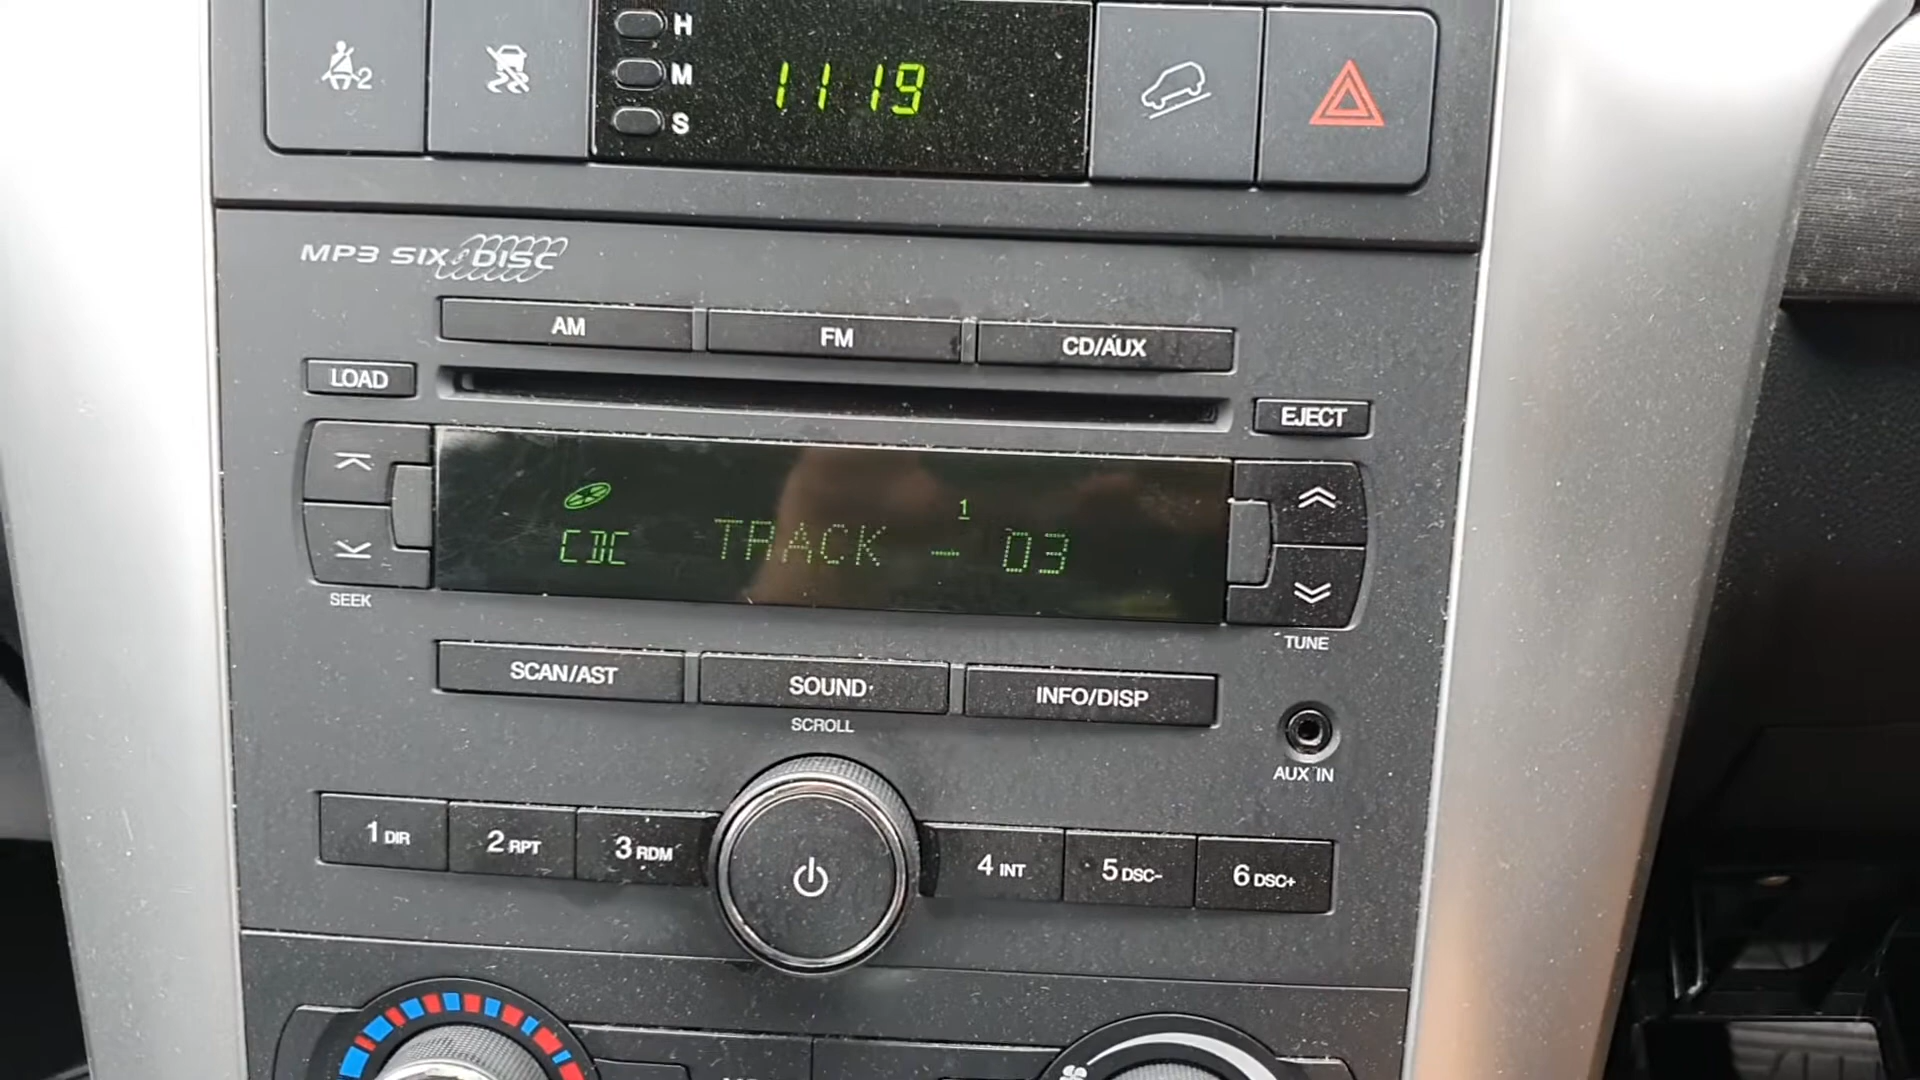 2
H
M
S
11 19
MP3 SIX DISC
AM
FM
CD/AUX
LOAD
EJECT
1
CDC TRACK - 03
SEEK
TUNE
SCAN/AST
SOUND
INFO/DISP
SCROLL
AUX IN
1 DIR
2 RPT
3 RDM
4 INT
5 DSC-
6 DSC+